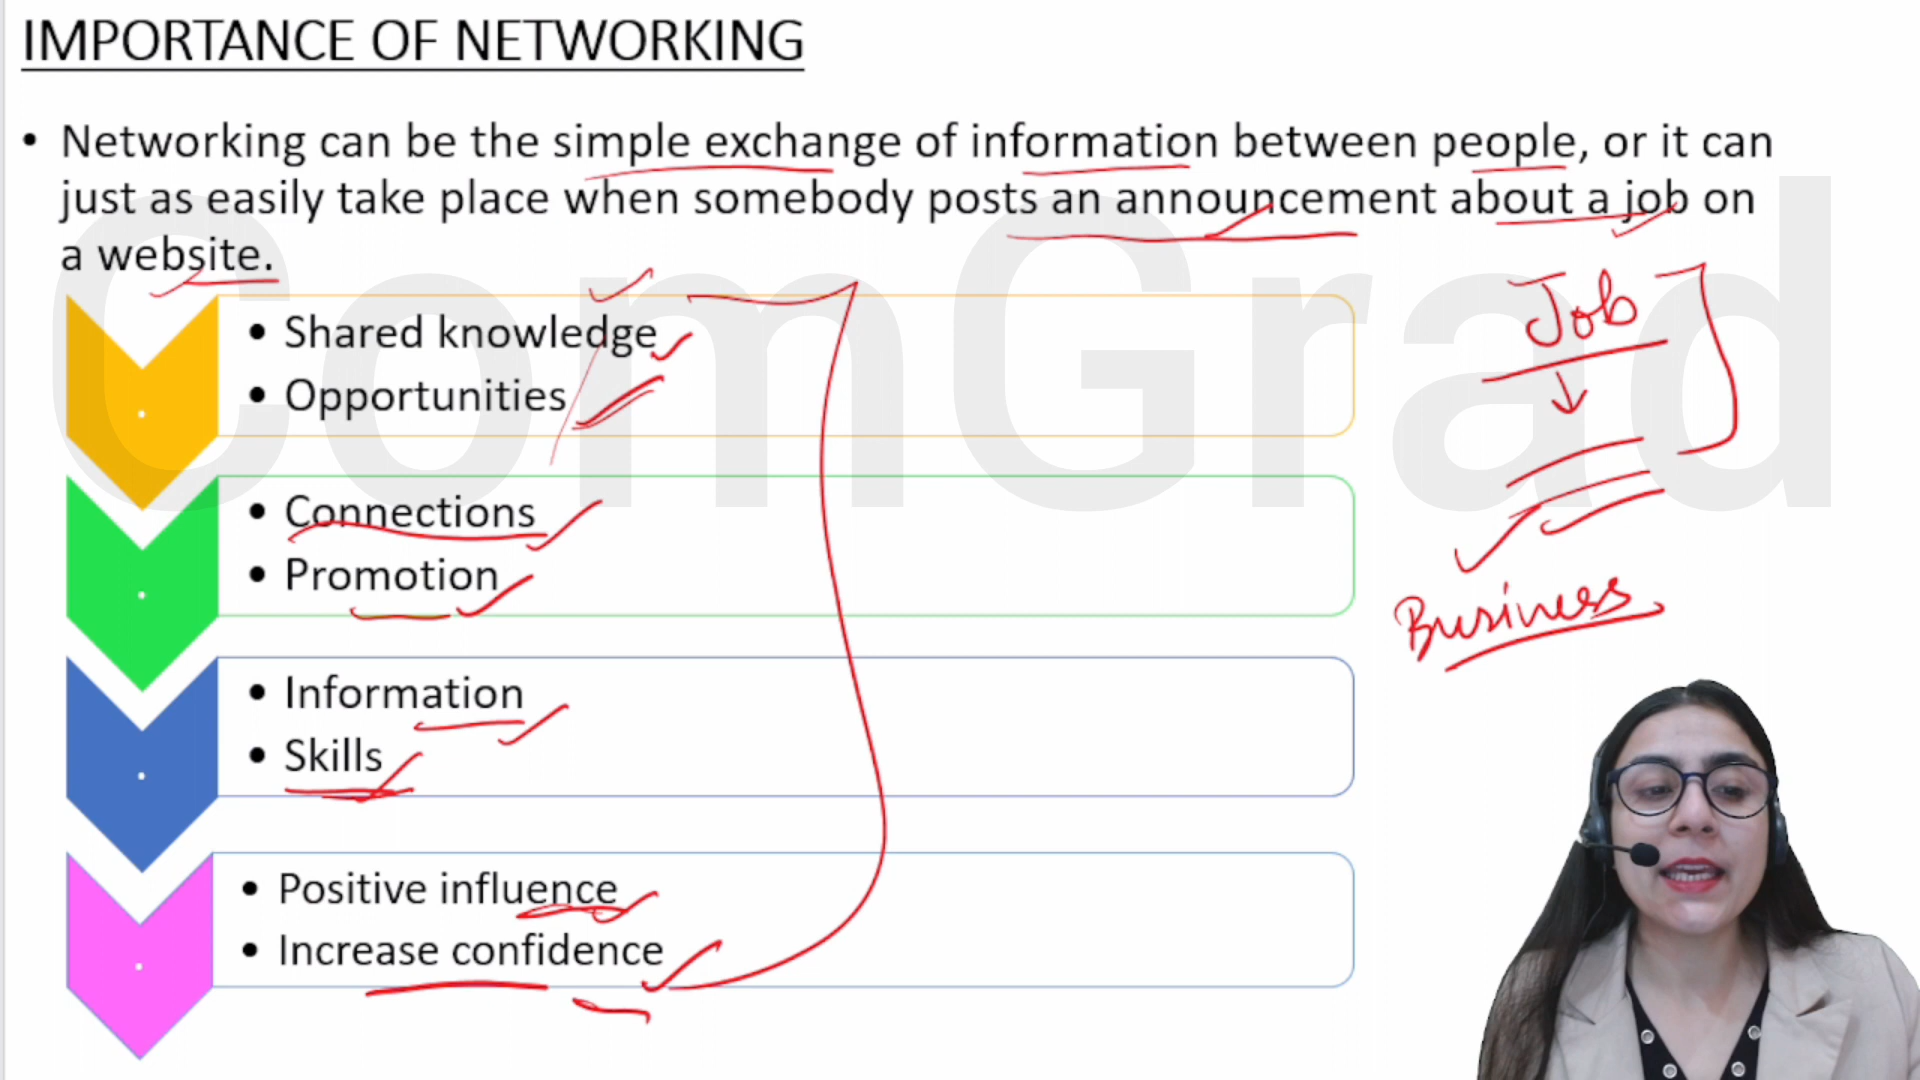 IMPORTANCE OF NETWORKING
• Networking can be the simple exchange of information between people, or it can
just as easily take place when somebody posts an announcement about a job on
a website.
• Shared knowledge
• Opportunities
• Connections
• Promotion
• Information
• Skills
• Positive influence
• Increase confidence
Job
Business
ComGrad